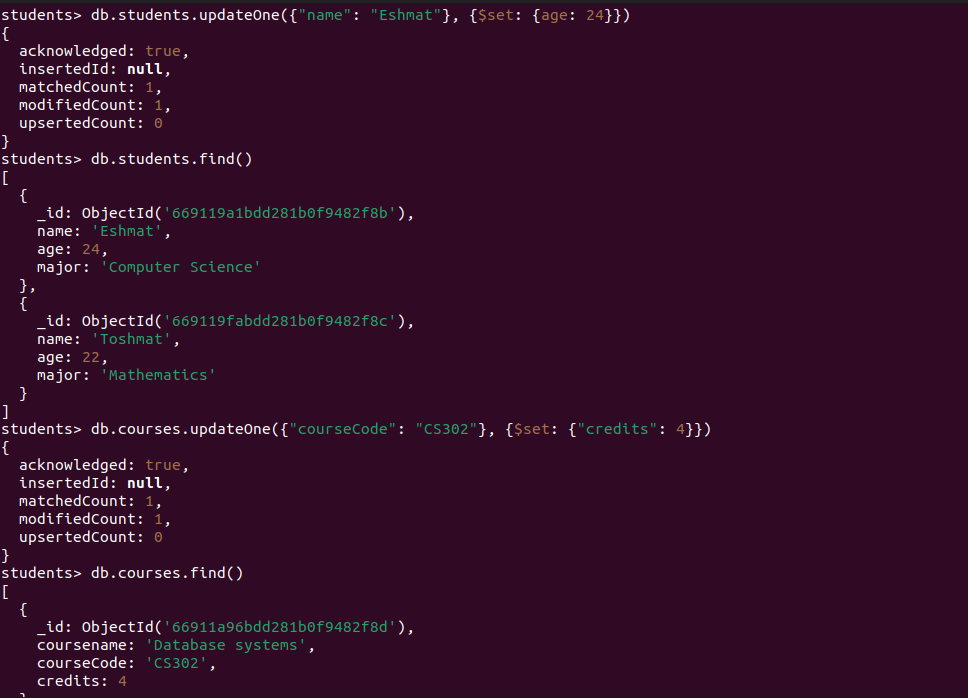 students> db.students.updateOne({"name": "Eshmat"}, {$set: {age: 24}})
{
  acknowledged: true,
  insertedId: null,
  matchedCount: 1,
  modifiedCount: 1,
  upsertedCount: 0
}
students> db.students.find()
[
  {
    _id: ObjectId('669119a1bdd281b0f9482f8b'),
    name: 'Eshmat',
    age: 24,
    major: 'Computer Science'
  },
  {
    _id: ObjectId('669119fabdd281b0f9482f8c'),
    name: 'Toshmat',
    age: 22,
    major: 'Mathematics'
  }
]
students> db.courses.updateOne({"courseCode": "CS302"}, {$set: {"credits": 4}})
{
  acknowledged: true,
  insertedId: null,
  matchedCount: 1,
  modifiedCount: 1,
  upsertedCount: 0
}
students> db.courses.find()
[
  {
    _id: ObjectId('66911a96bdd281b0f9482f8d'),
    coursename: 'Database systems',
    courseCode: 'CS302',
    credits: 4